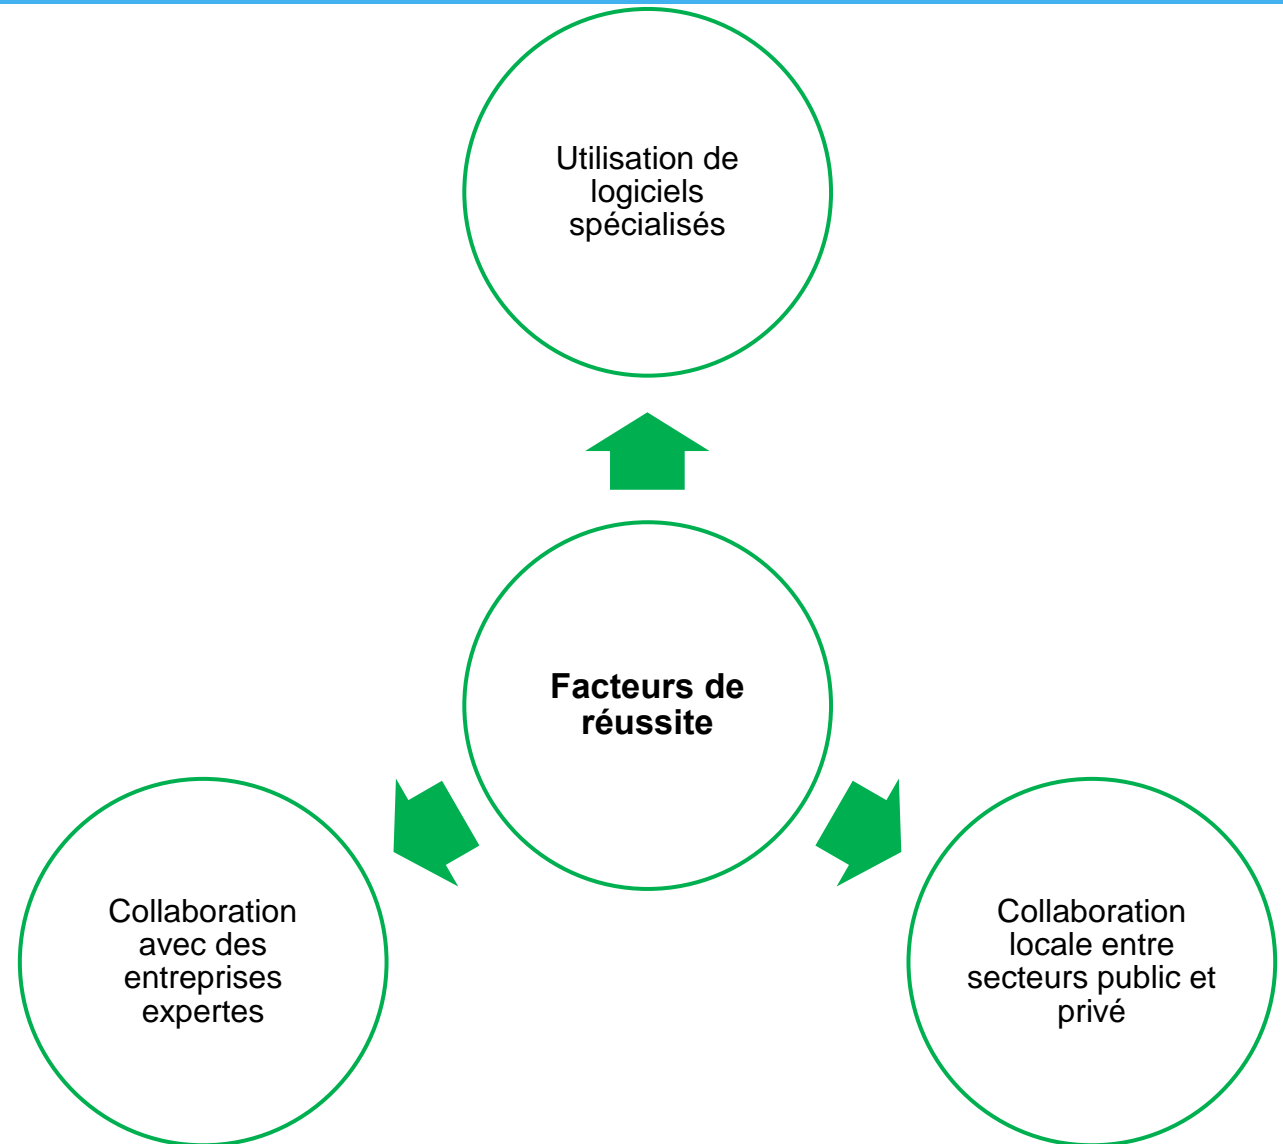 Utilisation de
logiciels
spécialisés
Facteurs de
réussite
Collaboration
avec des
entreprises
expertes
Collaboration
locale entre
secteurs public et
privé